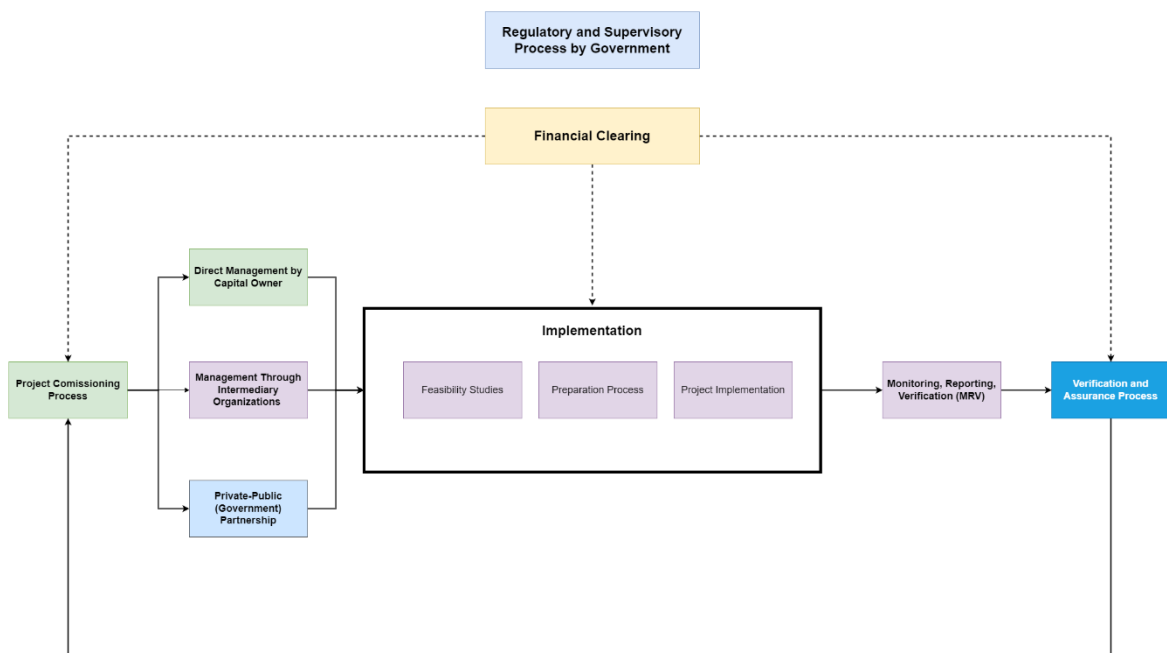 Regulatory and Supervisory
Process by Government
Financial Clearing
Direct Management by
Capital Owner
Implementation
Project Comissioning
Process
Management Through
Intermediary
Organizations
Feasibility Studies
Preparation Process
Project Implementation
Monitoring, Reporting,
Verification (MRV)
Verification and
Assurance Process
Private-Public
(Government)
Partnership